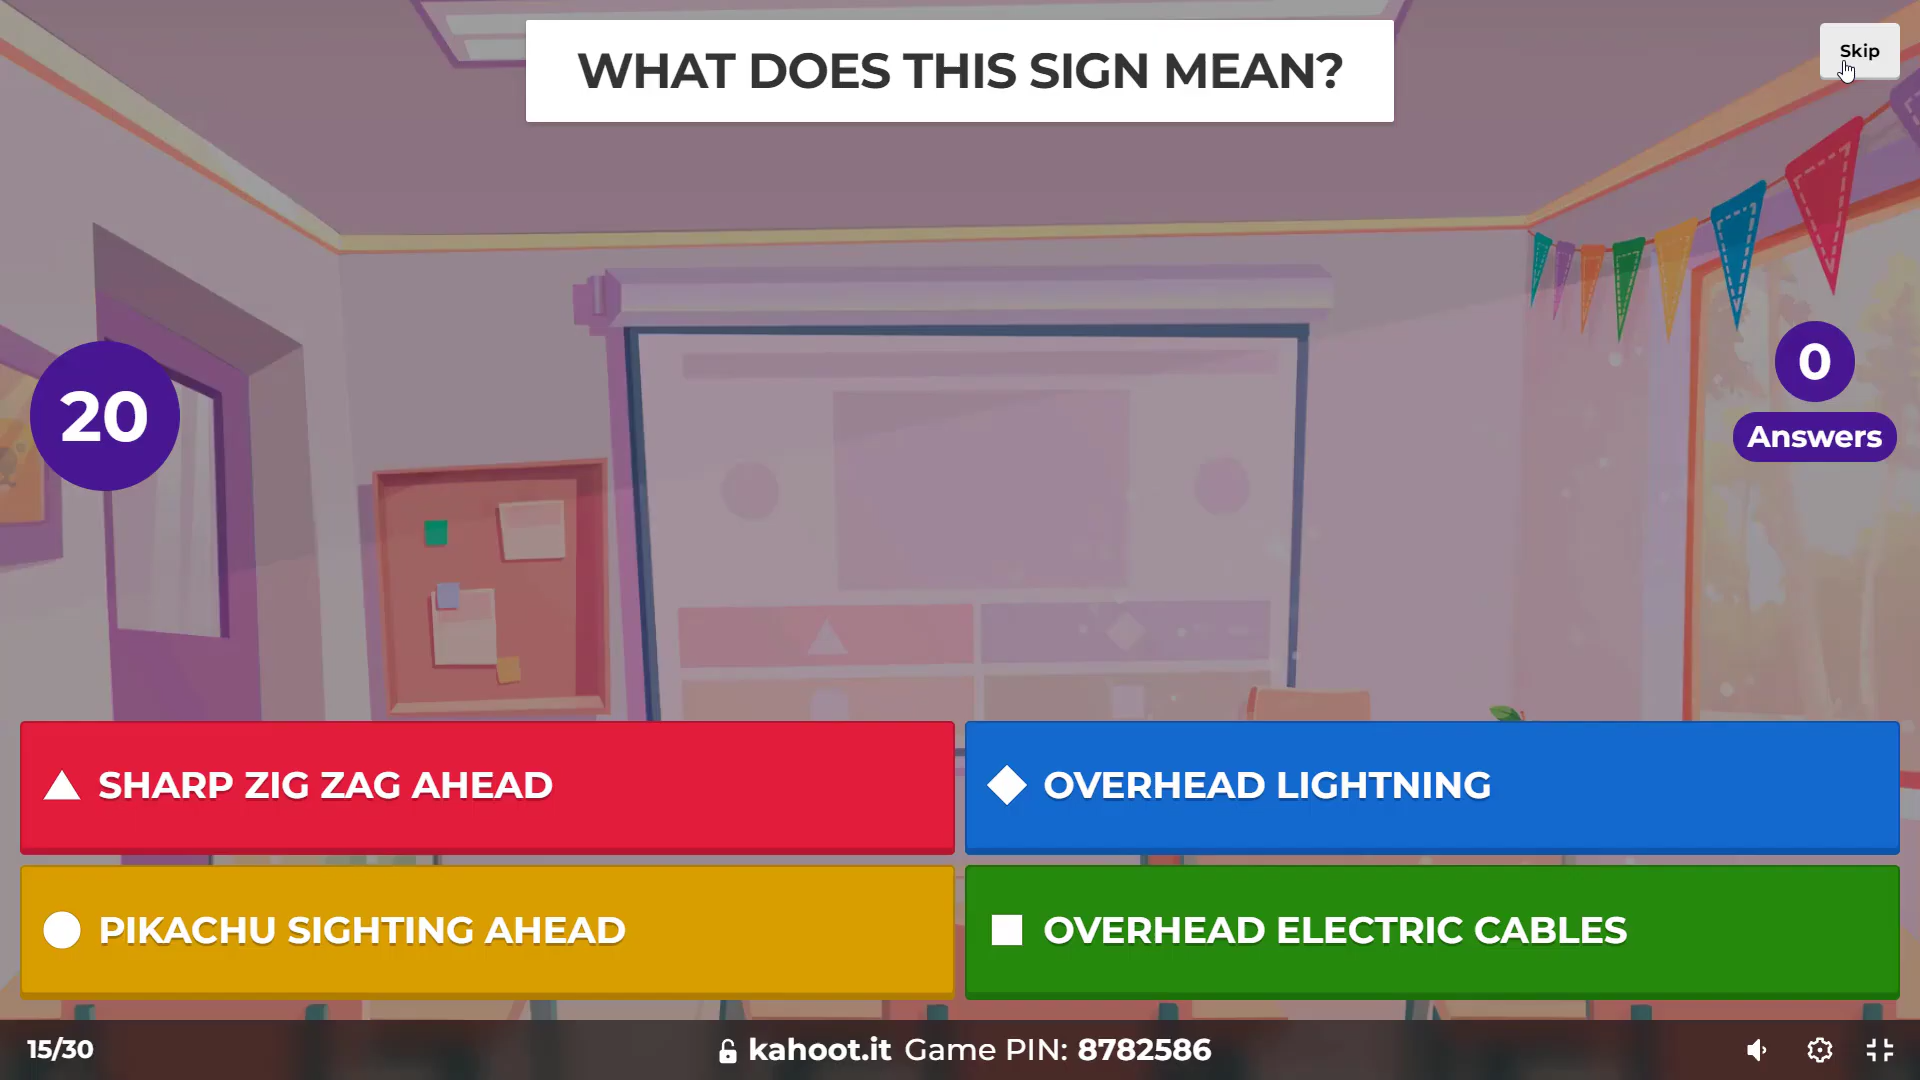 WHAT DOES THIS SIGN MEAN?
Skip
20
0
Answers
SHARP ZIG ZAG AHEAD
OVERHEAD LIGHTNING
PIKACHU SIGHTING AHEAD
OVERHEAD ELECTRIC CABLES
15/30
kahoot.it Game PIN: 8782586